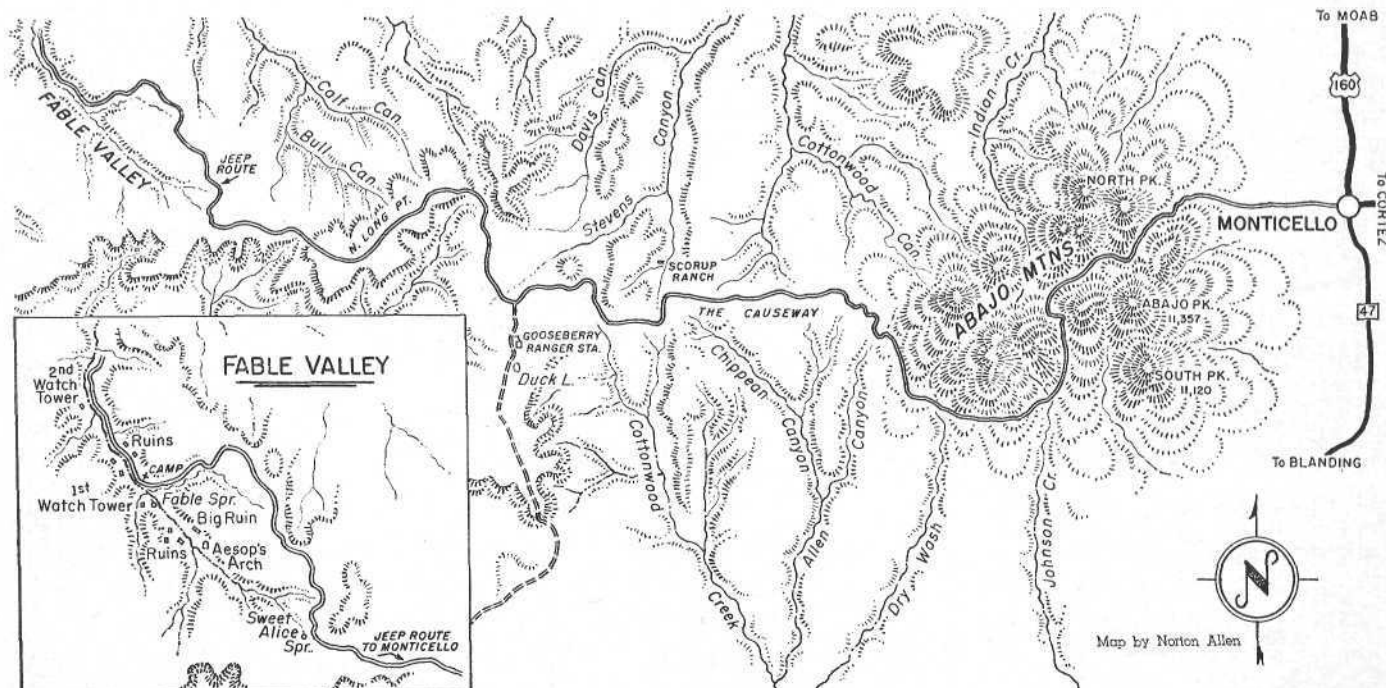 To MOAB
160
To CORTEZ
MONTICELLO
47
To BLANDING
FABLE VALLEY
JEEP
ROUTE
Calf Can.
Bull Can.
N. LONG PT.
Davis Can.
Stevens Canyon
SCORUP
RANCH
Cottonwood Can.
Indian Cr.
NORTH PK.
ABAJO MTNS.
ABAJO PK.
11,357
SOUTH PK.
11,120
THE CAUSEWAY
GOOSEBERRY
RANGER STA.
Duck L.
Cottonwood Creek
Chippean Canyon
Allen Canyon
Dry Wash
Johnson Cr.
N
Map by Norton Allen
FABLE VALLEY
2nd
Watch
Tower
Ruins
CAMP
1st
Watch Tower
Fable Spr.
Big Ruin
Ruins
Aesop's
Arch
Sweet
Alice
Spr.
JEEP ROUTE
TO MONTICELLO